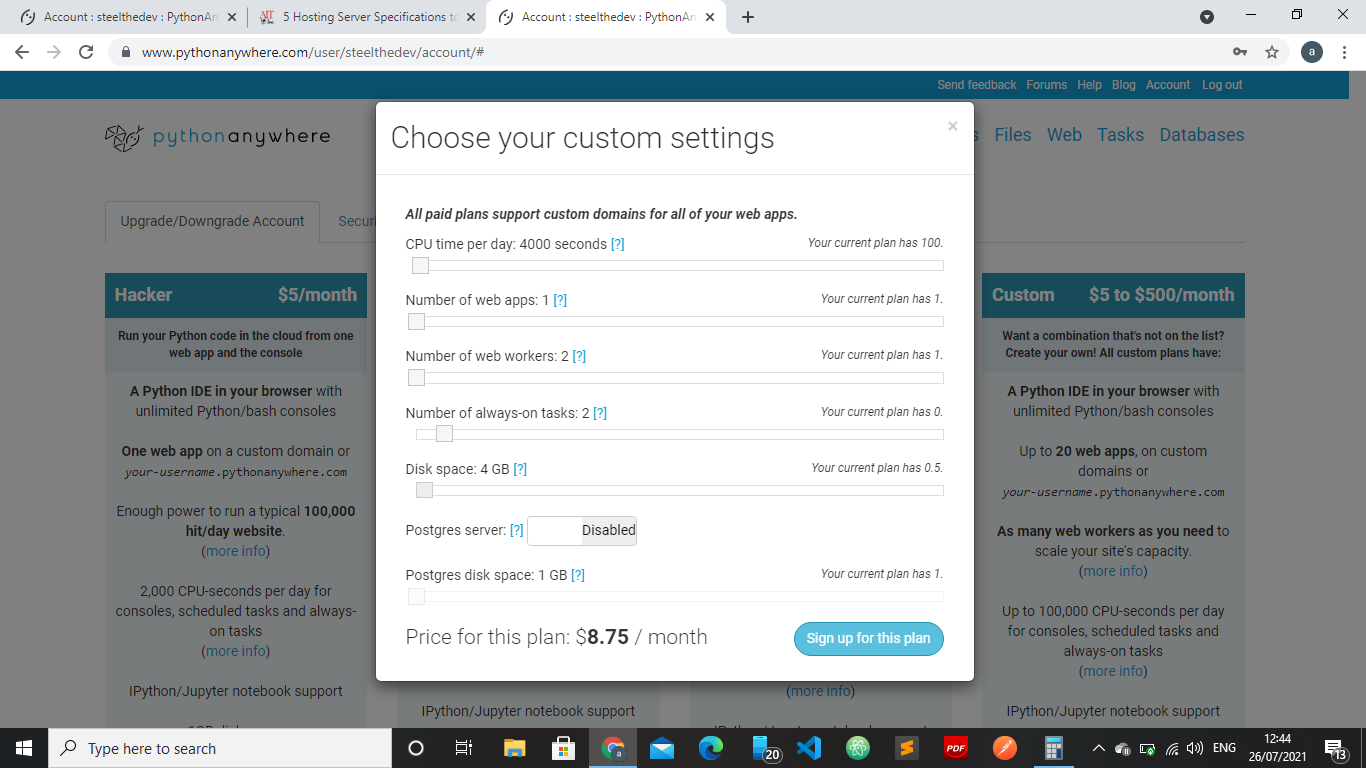 Account : steelthedev : PythonAn
5 Hosting Server Specifications to
Account : steelthedev : PythonAn
www.pythonanywhere.com/user/steelthedev/account/#
a
Send feedback Forums Help Blog Account Log out
pythonanywhere
Files Web Tasks Databases
Upgrade/Downgrade Account
Securi
Choose your custom settings
×
All paid plans support custom domains for all of your web apps.
CPU time per day: 4000 seconds [?]
Your current plan has 100.
Number of web apps: 1 [?]
Your current plan has 1.
Number of web workers: 2 [?]
Your current plan has 1.
Number of always-on tasks: 2 [?]
Your current plan has 0.
Disk space: 4 GB [?]
Your current plan has 0.5.
Postgres server: [?] Disabled
Postgres disk space: 1 GB [?]
Your current plan has 1.
Price for this plan: $8.75 / month
Sign up for this plan
Hacker $5/month
Run your Python code in the cloud from one
web app and the console
A Python IDE in your browser with
unlimited Python/bash consoles
One web app on a custom domain or
your-username.pythonanywhere.com
Enough power to run a typical 100,000
hit/day website.
(more info)
2,000 CPU-seconds per day for
consoles, scheduled tasks and always-
on tasks
(more info)
IPython/Jupyter notebook support
IPython/Jupyter notebook support
(more info)
Custom $5 to $500/month
Want a combination that's not on the list?
Create your own! All custom plans have:
A Python IDE in your browser with
unlimited Python/bash consoles
Up to 20 web apps, on custom
domains or
your-username.pythonanywhere.com
As many web workers as you need to
scale your site's capacity.
(more info)
Up to 100,000 CPU-seconds per day
for consoles, scheduled tasks and
always-on tasks
(more info)
IPython/Jupyter notebook support
Type here to search
a
20
PDF
ENG
12:44
26/07/2021
13